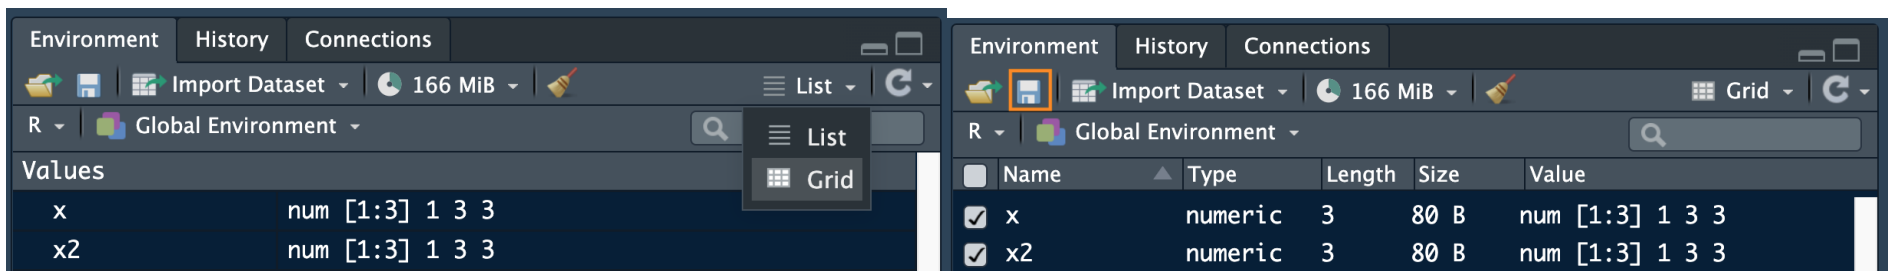 Environment History Connections
Import Dataset 166 MiB List
R Global Environment
List
Grid
Values
x num [1:3] 1 3 3
x2 num [1:3] 1 3 3
Environment History Connections
Import Dataset 166 MiB Grid
R Global Environment
Name Type Length Size Value
x numeric 3 80 B num [1:3] 1 3 3
x2 numeric 3 80 B num [1:3] 1 3 3